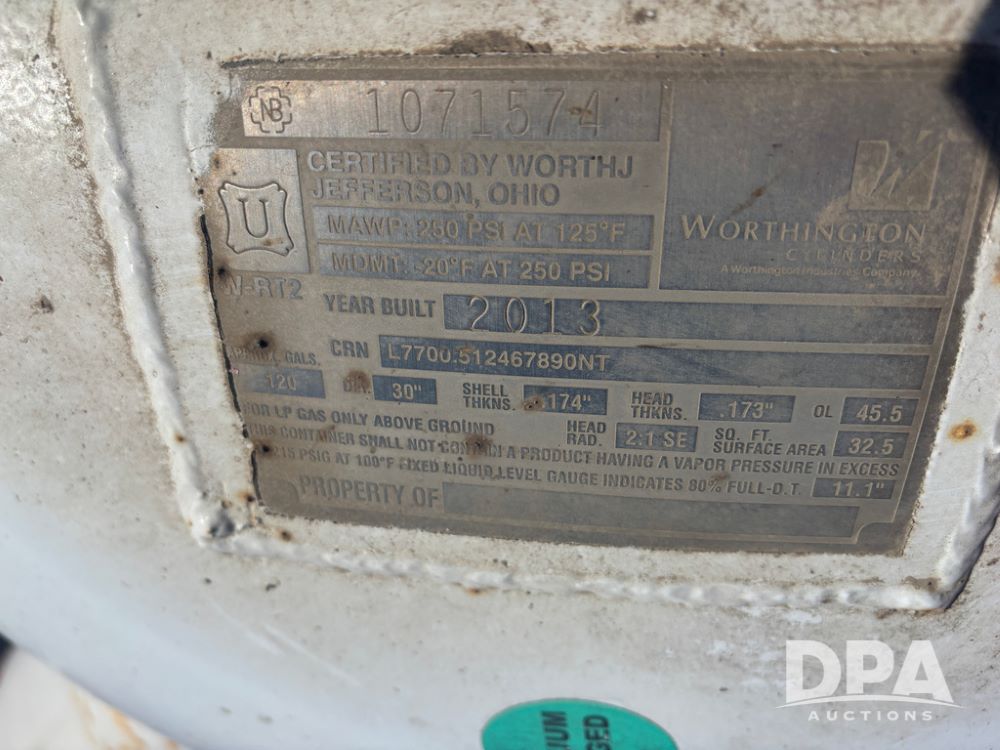 NB 1071574
CERTIFIED BY WORTHJ
JEFFERSON, OHIO
U
MAWP: 250 PSI AT 125°F
MDMT: -20°F AT 250 PSI
W
WORTHINGTON
CYLINDERS
A Worthington Industries Company
W-RT2
YEAR BUILT 2013
CRN L7700.512467890NT
APPROX. GALS. 120 DIA. 30" SHELL THKNS. .174" HEAD THKNS. .173" OL 45.5
HEAD RAD. 2:1 SE SQ. FT. SURFACE AREA 32.5
FOR LP GAS ONLY ABOVE GROUND
THIS CONTAINER SHALL NOT CONTAIN A PRODUCT HAVING A VAPOR PRESSURE IN EXCESS
215 PSIG AT 100°F FIXED LIQUID LEVEL GAUGE INDICATES 80% FULL-D.T. 11.1"
PROPERTY OF
IUM
GED
DPA
AUCTIONS